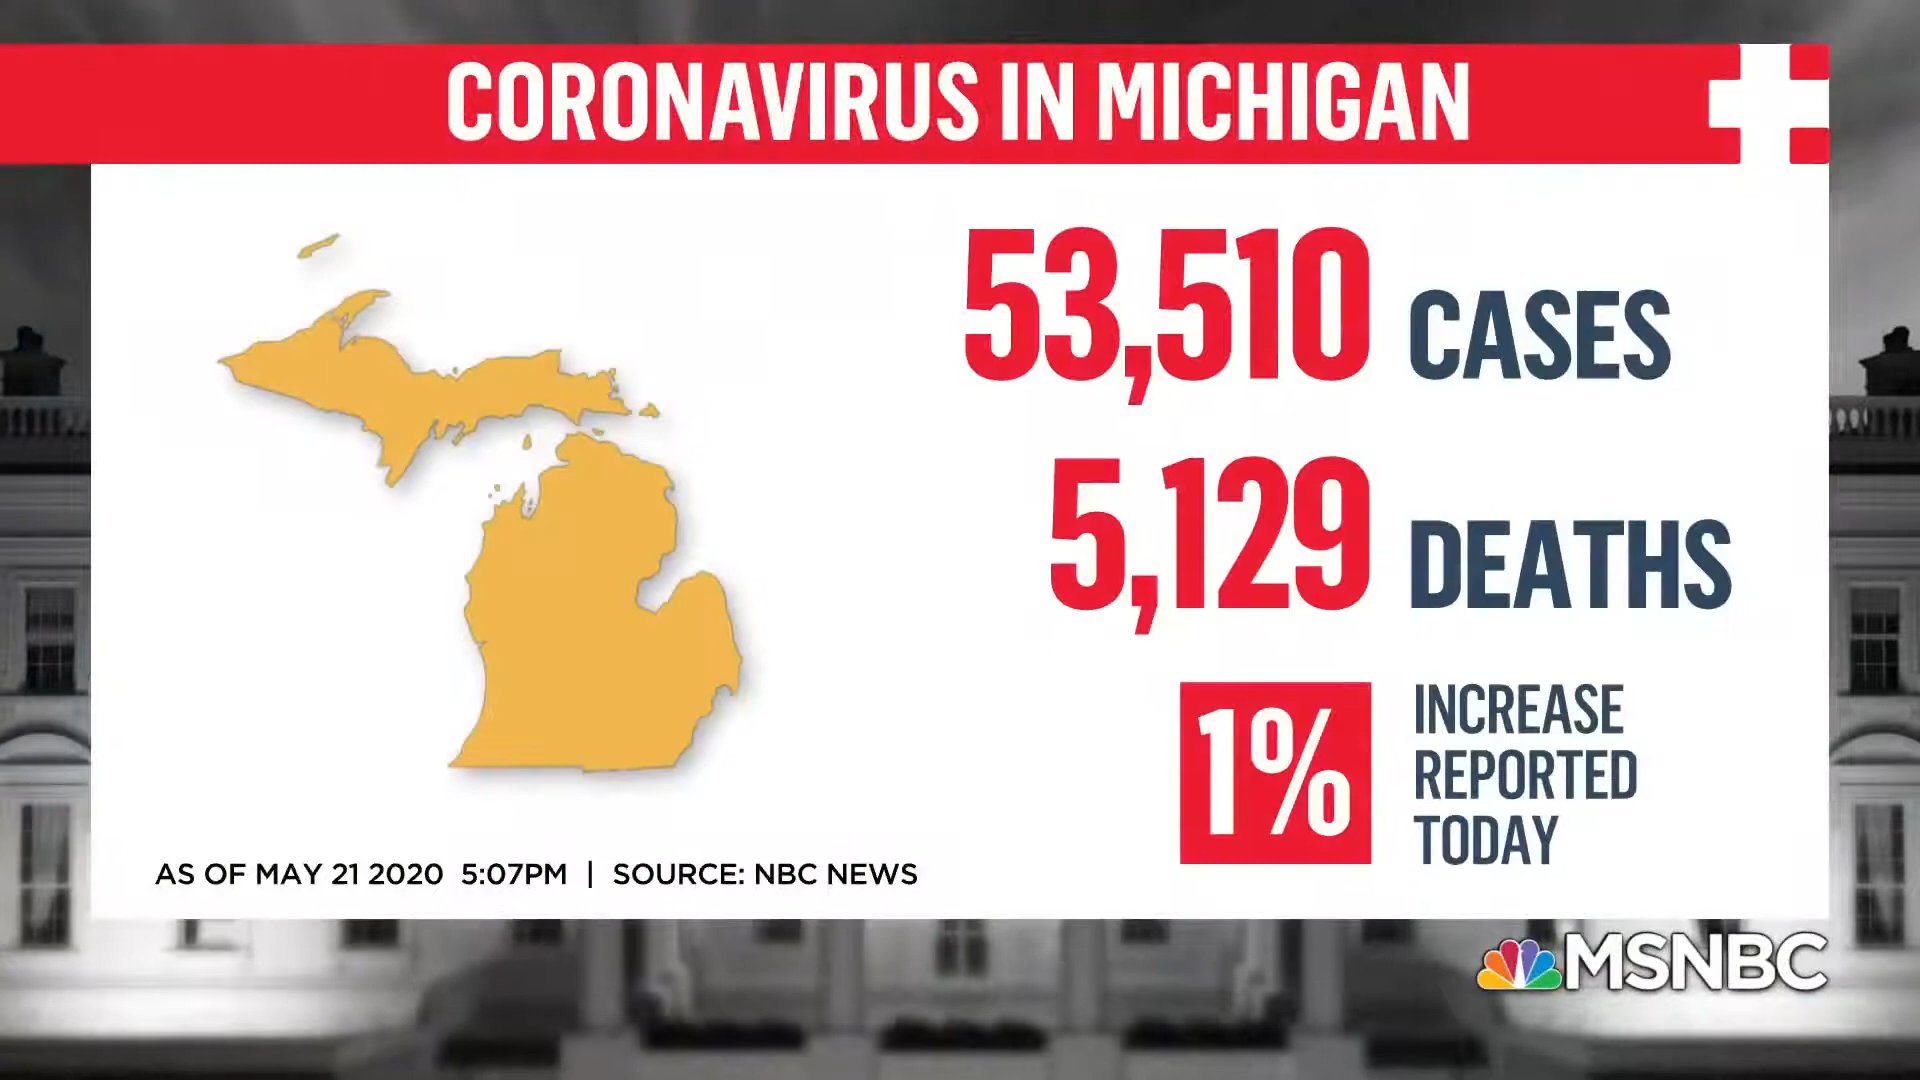 CORONAVIRUS IN MICHIGAN
53,510 CASES
5,129 DEATHS
1% INCREASE
REPORTED
TODAY
AS OF MAY 21 2020 5:07PM | SOURCE: NBC NEWS
MSNBC